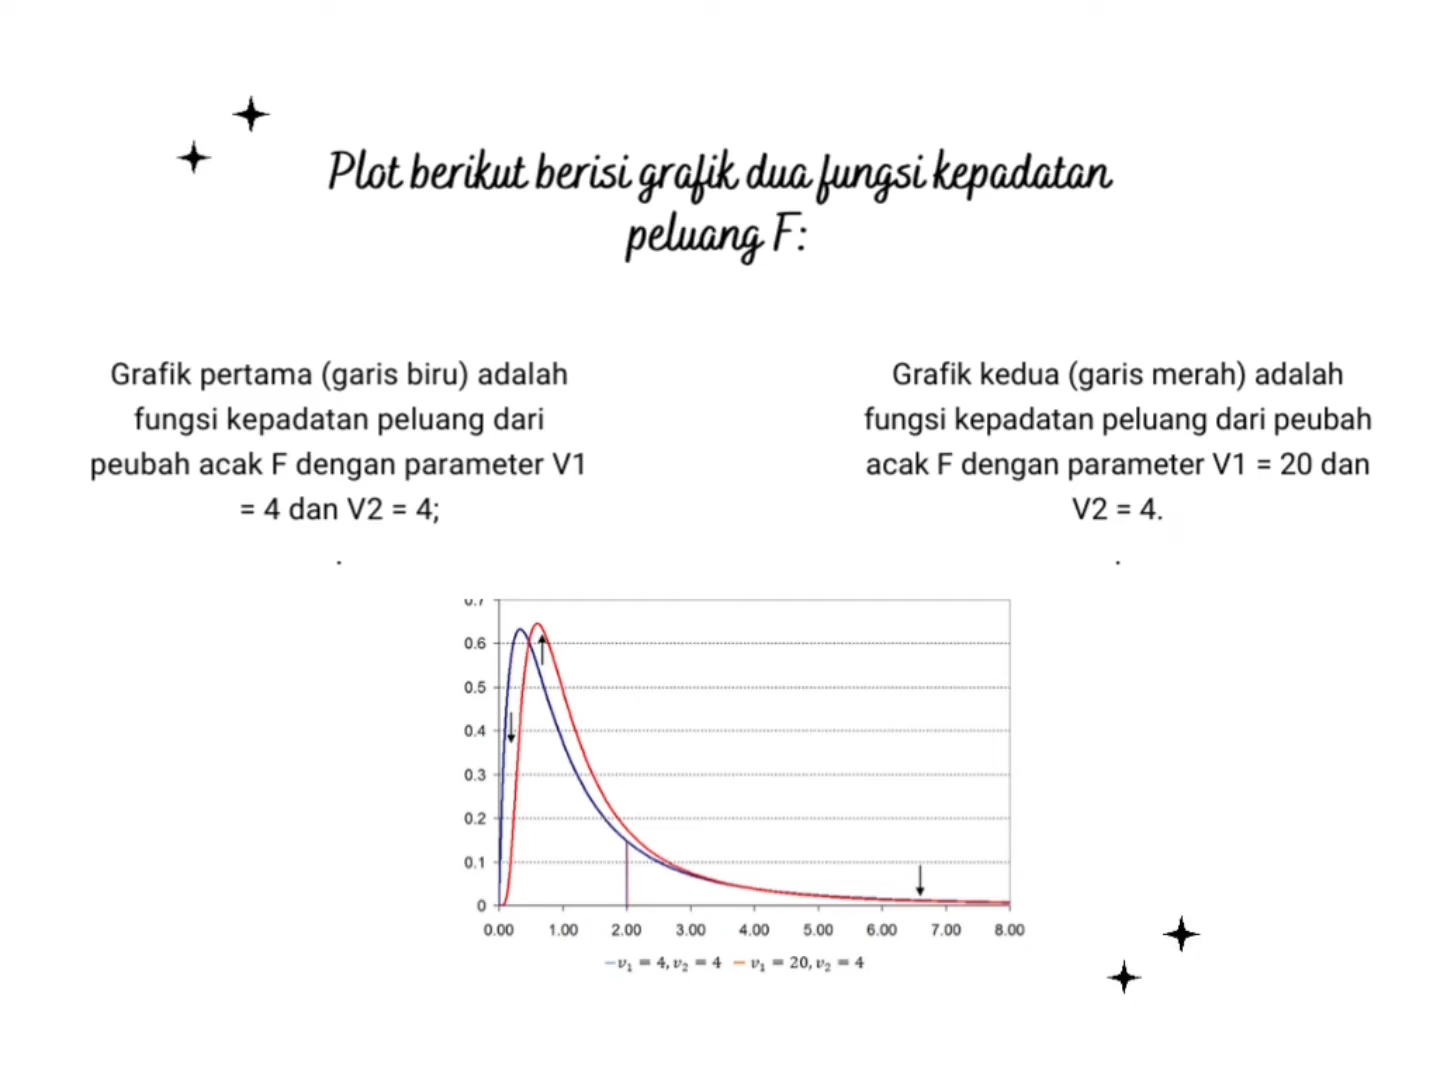 Plot berikut berisi grafik dua fungsi kepadatan
peluang F:
Grafik pertama (garis biru) adalah
fungsi kepadatan peluang dari
peubah acak F dengan parameter V1
= 4 dan V2 = 4;
.
Grafik kedua (garis merah) adalah
fungsi kepadatan peluang dari peubah
acak F dengan parameter V1 = 20 dan
V2 = 4.
.
0.7
0.6
0.5
0.4
0.3
0.2
0.1
0
0.00 1.00 2.00 3.00 4.00 5.00 6.00 7.00 8.00
v₁ = 4, v₂ = 4 v₁ = 20, v₂ = 4